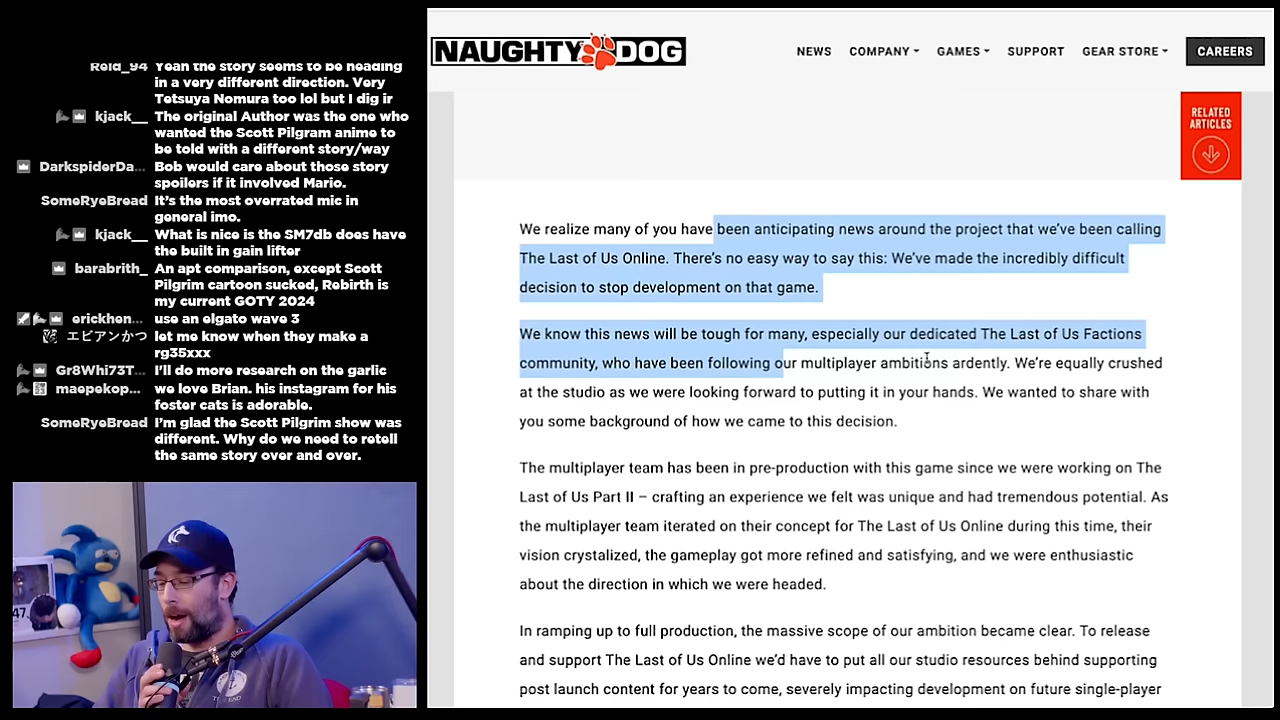 Reid_94 Yeah the story seems to be heading
in a very different direction. Very
Tetsuya Nomura too lol but I dig ir
kjack__ The original Author was the one who
wanted the Scott Pilgram anime to
be told with a different story/way
DarkspiderDa... Bob would care about those story
spoilers if it involved Mario.
SomeRyeBread It's the most overrated mic in
general imo.
kjack__ What is nice is the SM7db does have
the built in gain lifter
barabrith_ An apt comparison, except Scott
Pilgrim cartoon sucked, Rebirth is
my current GOTY 2024
erickhen... use an elgato wave 3
エビアンかつ let me know when they make a
rg35xxx
Gr8Whi73T... I'll do more research on the garlic
maepekop... we love Brian. his instagram for his
foster cats is adorable.
SomeRyeBread I'm glad the Scott Pilgrim show was
different. Why do we need to retell
the same story over and over.
47
NAUGHTY DOG
NEWS COMPANY GAMES SUPPORT GEAR STORE CAREERS
RELATED
ARTICLES
We realize many of you have been anticipating news around the project that we've been calling
The Last of Us Online. There's no easy way to say this: We've made the incredibly difficult
decision to stop development on that game.
We know this news will be tough for many, especially our dedicated The Last of Us Factions
community, who have been following our multiplayer ambitions ardently. We're equally crushed
at the studio as we were looking forward to putting it in your hands. We wanted to share with
you some background of how we came to this decision.
The multiplayer team has been in pre-production with this game since we were working on The
Last of Us Part II – crafting an experience we felt was unique and had tremendous potential. As
the multiplayer team iterated on their concept for The Last of Us Online during this time, their
vision crystalized, the gameplay got more refined and satisfying, and we were enthusiastic
about the direction in which we were headed.
In ramping up to full production, the massive scope of our ambition became clear. To release
and support The Last of Us Online we'd have to put all our studio resources behind supporting
post launch content for years to come, severely impacting development on future single-player